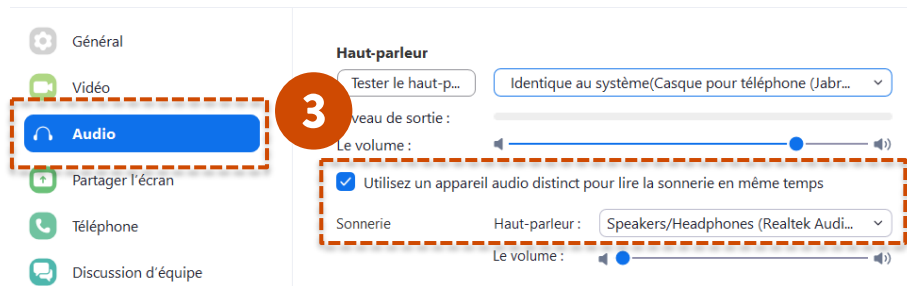 Général
Vidéo
Audio
Partager l'écran
Téléphone
Discussion d'équipe
3
Haut-parleur
Tester le haut-p... Identique au système(Casque pour téléphone (Jabr...
veau de sortie :
Le volume :
Utilisez un appareil audio distinct pour lire la sonnerie en même temps
Sonnerie Haut-parleur : Speakers/Headphones (Realtek Audi...
Le volume :